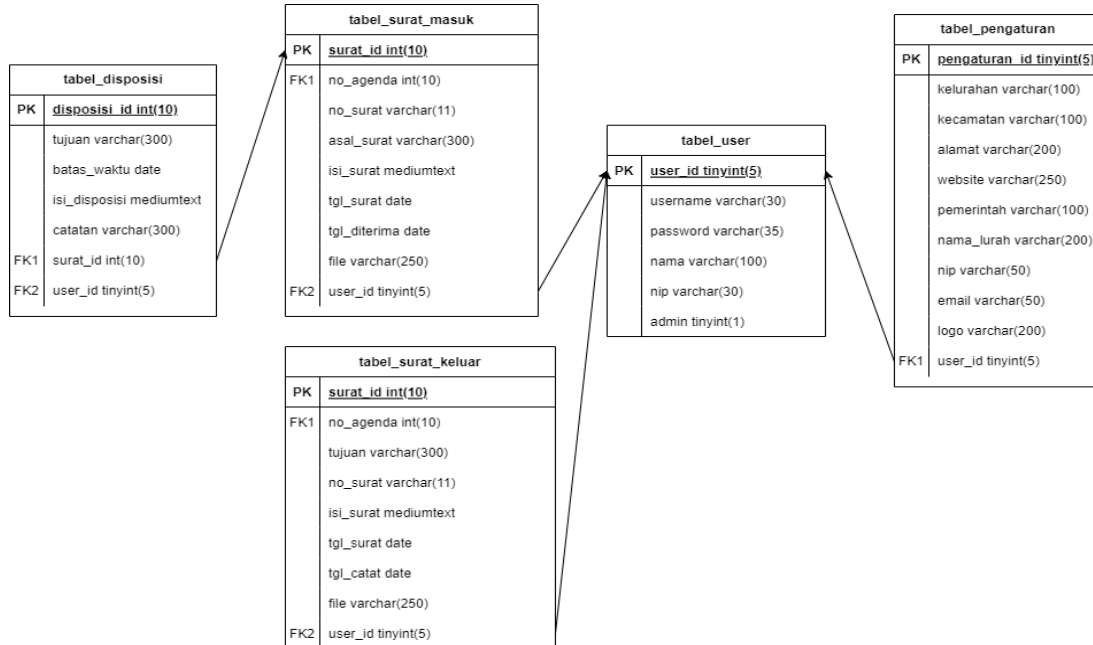 tabel_disposisi
PK disposisi_id int(10)
tujuan varchar(300)
batas_waktu date
isi_disposisi mediumtext
catatan varchar(300)
FK1 surat_id int(10)
FK2 user_id tinyint(5)
tabel_surat_masuk
PK surat_id int(10)
FK1 no_agenda int(10)
no_surat varchar(11)
asal_surat varchar(300)
isi_surat mediumtext
tgl_surat date
tgl_diterima date
file varchar(250)
FK2 user_id tinyint(5)
tabel_surat_keluar
PK surat_id int(10)
FK1 no_agenda int(10)
tujuan varchar(300)
no_surat varchar(11)
isi_surat mediumtext
tgl_surat date
tgl_catat date
file varchar(250)
FK2 user_id tinyint(5)
tabel_user
PK user_id tinyint(5)
username varchar(30)
password varchar(35)
nama varchar(100)
nip varchar(30)
admin tinyint(1)
tabel_pengaturan
PK pengaturan_id tinyint(5)
kelurahan varchar(100)
kecamatan varchar(100)
alamat varchar(200)
website varchar(250)
pemerintah varchar(100)
nama_lurah varchar(200)
nip varchar(50)
email varchar(50)
logo varchar(200)
FK1 user_id tinyint(5)